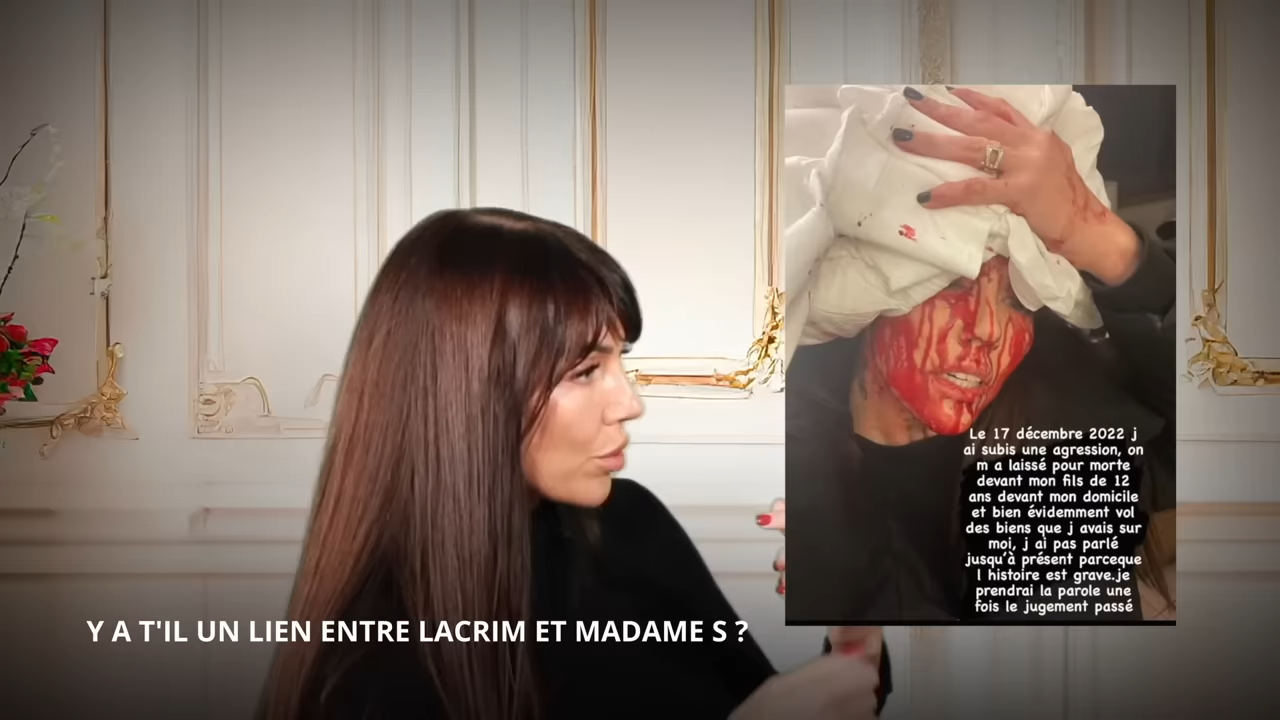 Le 17 décembre 2022 j
ai subis une agression, on
m a laissé pour morte
devant mon fils de 12
ans devant mon domicile
et bien évidemment vol
des biens que j avais sur
moi, j ai pas parlé
jusqu'à présent parceque
l histoire est grave.je
prendrai la parole une
fois le jugement passé
Y A T'IL UN LIEN ENTRE LACRIM ET MADAME S ?